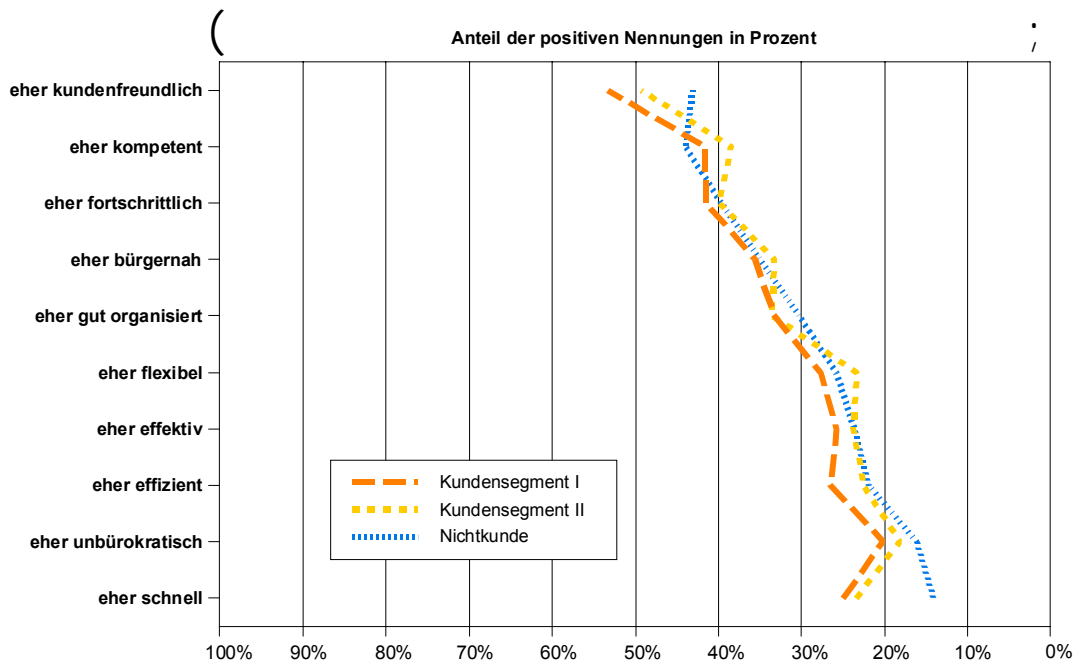 (
;
Anteil der positiven Nennungen in Prozent
eher kundenfreundlich
eher kompetent
eher fortschrittlich
eher bürgernah
eher gut organisiert
eher flexibel
eher effektiv
eher effizient
eher unbürokratisch
eher schnell
Kundensegment I
Kundensegment II
Nichtkunde
100% 90% 80% 70% 60% 50% 40% 30% 20% 10% 0%